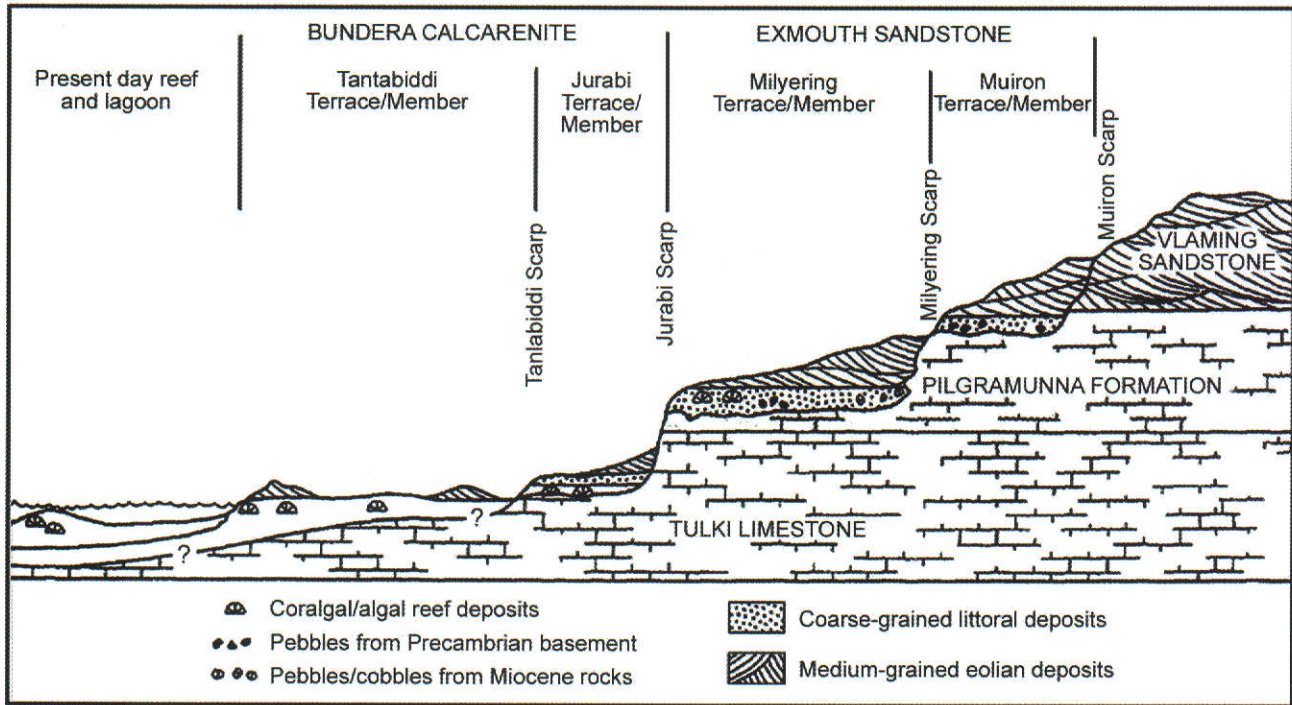 BUNDERA CALCARENITE
EXMOUTH SANDSTONE
Present day reef
and lagoon
Tantabiddi
Terrace/Member
Jurabi
Terrace/
Member
Milyering
Terrace/Member
Muiron
Terrace/Member
Tanlabiddi Scarp
Jurabi Scarp
Milyering Scarp
Muiron Scarp
VLAMING
SANDSTONE
PILGRAMUNNA FORMATION
?
?
TULKI LIMESTONE
Coralgal/algal reef deposits
Pebbles from Precambrian basement
Pebbles/cobbles from Miocene rocks
Coarse-grained littoral deposits
Medium-grained eolian deposits